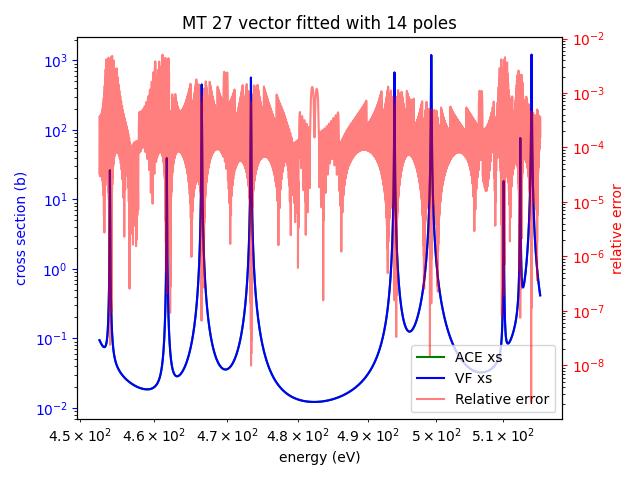 MT 27 vector fitted with 14 poles
10³
10²
10¹
10⁰
10⁻¹
10⁻²
cross section (b)
10⁻²
10⁻³
10⁻⁴
10⁻⁵
10⁻⁶
10⁻⁷
10⁻⁸
relative error
ACE xs
VF xs
Relative error
4.5 × 10² 4.6 × 10² 4.7 × 10² 4.8 × 10² 4.9 × 10² 5 × 10² 5.1 × 10²
energy (eV)